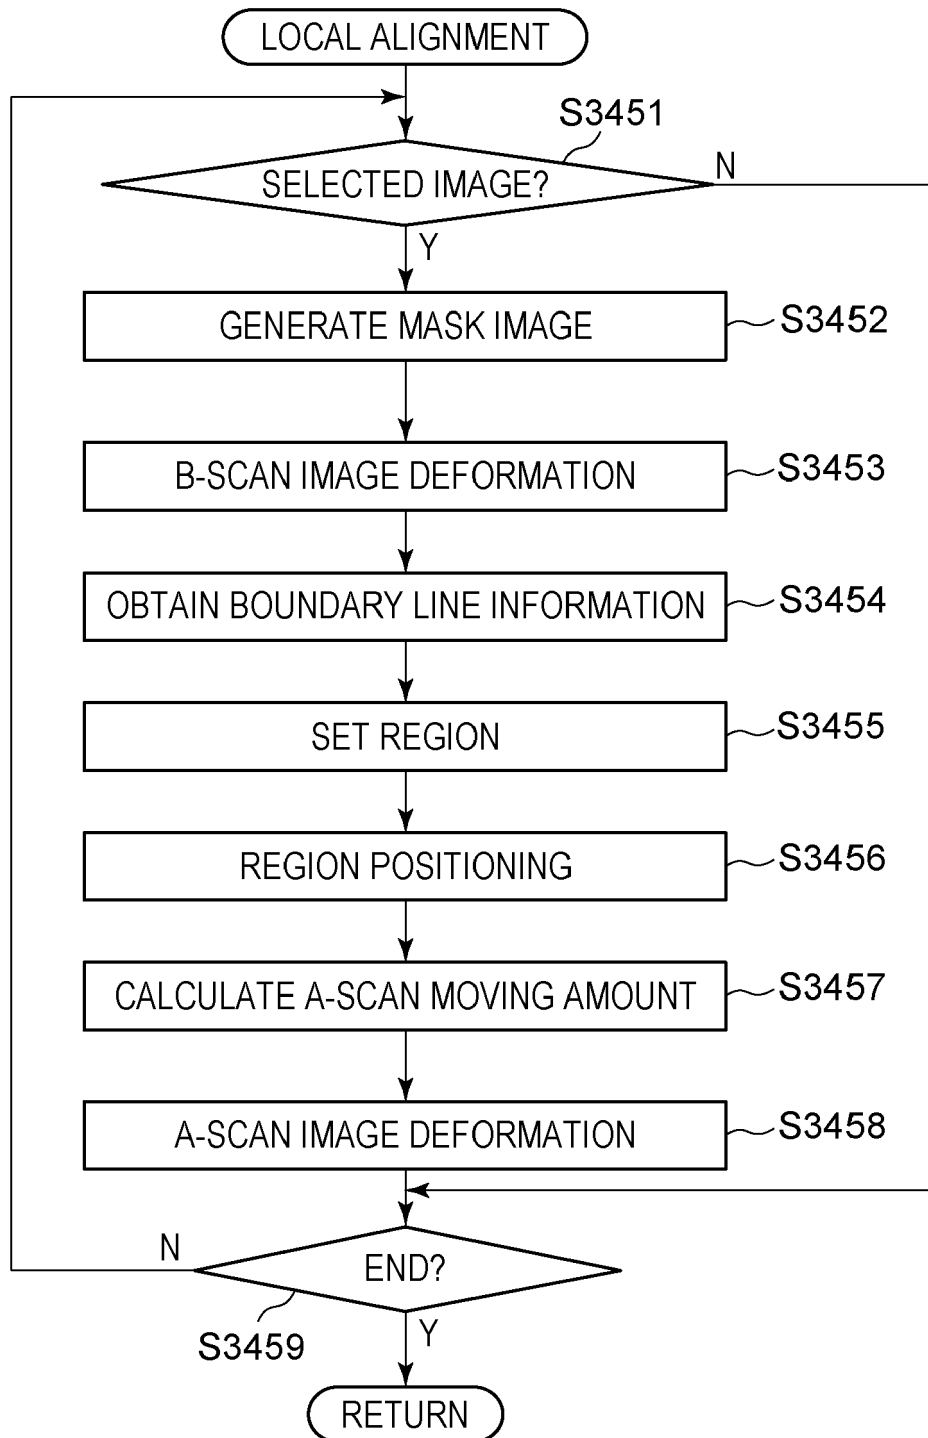 LOCAL ALIGNMENT
S3451
SELECTED IMAGE?
N
Y
GENERATE MASK IMAGE
S3452
B-SCAN IMAGE DEFORMATION
S3453
OBTAIN BOUNDARY LINE INFORMATION
S3454
SET REGION
S3455
REGION POSITIONING
S3456
CALCULATE A-SCAN MOVING AMOUNT
S3457
A-SCAN IMAGE DEFORMATION
S3458
N
END?
S3459
Y
RETURN